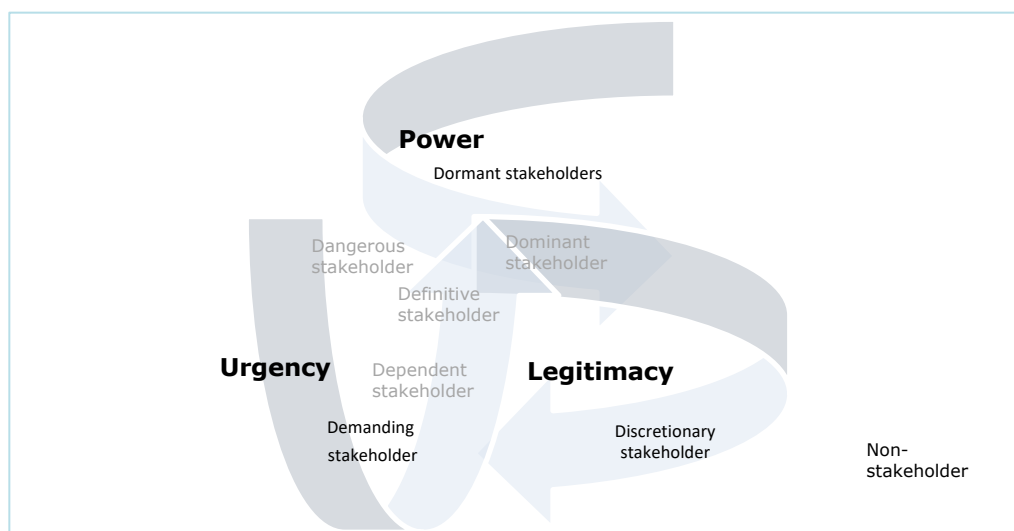 Power
Dormant stakeholders
Dangerous
stakeholder
Dominant
stakeholder
Definitive
stakeholder
Urgency
Dependent
stakeholder
Legitimacy
Demanding
stakeholder
Discretionary
stakeholder
Non-
stakeholder